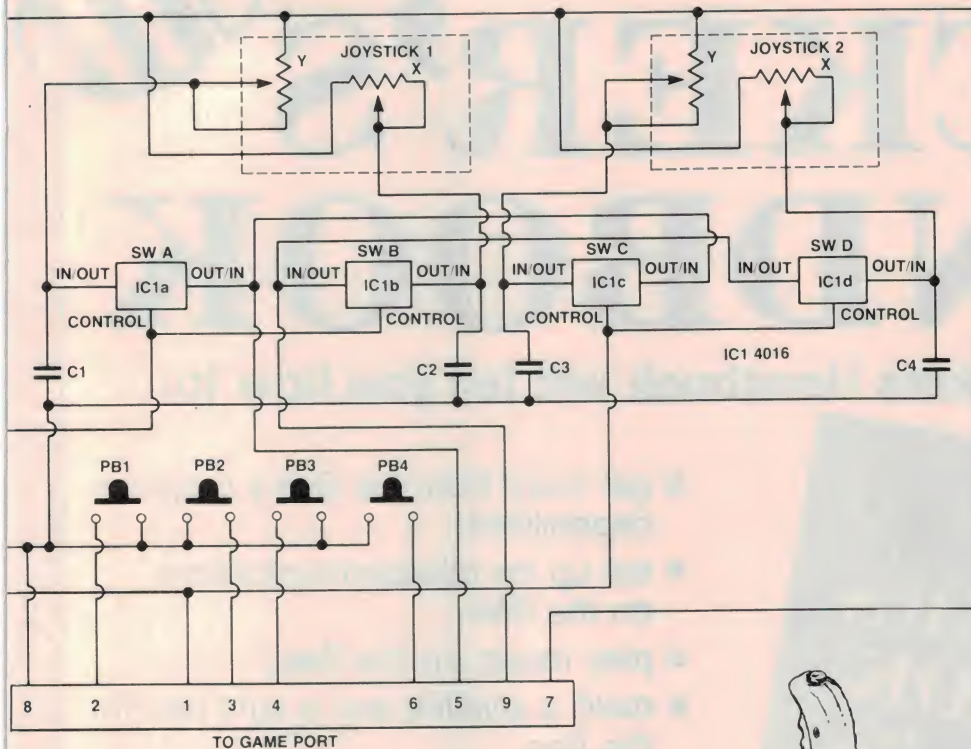 JOYSTICK 1
Y
X
JOYSTICK 2
Y
X
SW A
IN/OUT
IC1a
OUT/IN
CONTROL
SW B
IN/OUT
IC1b
OUT/IN
CONTROL
SW C
IN/OUT
IC1c
OUT/IN
CONTROL
SW D
IN/OUT
IC1d
OUT/IN
CONTROL
IC1 4016
C1
C2
C3
C4
PB1 PB2 PB3 PB4
8 2 1 3 4 6 5 9 7
TO GAME PORT